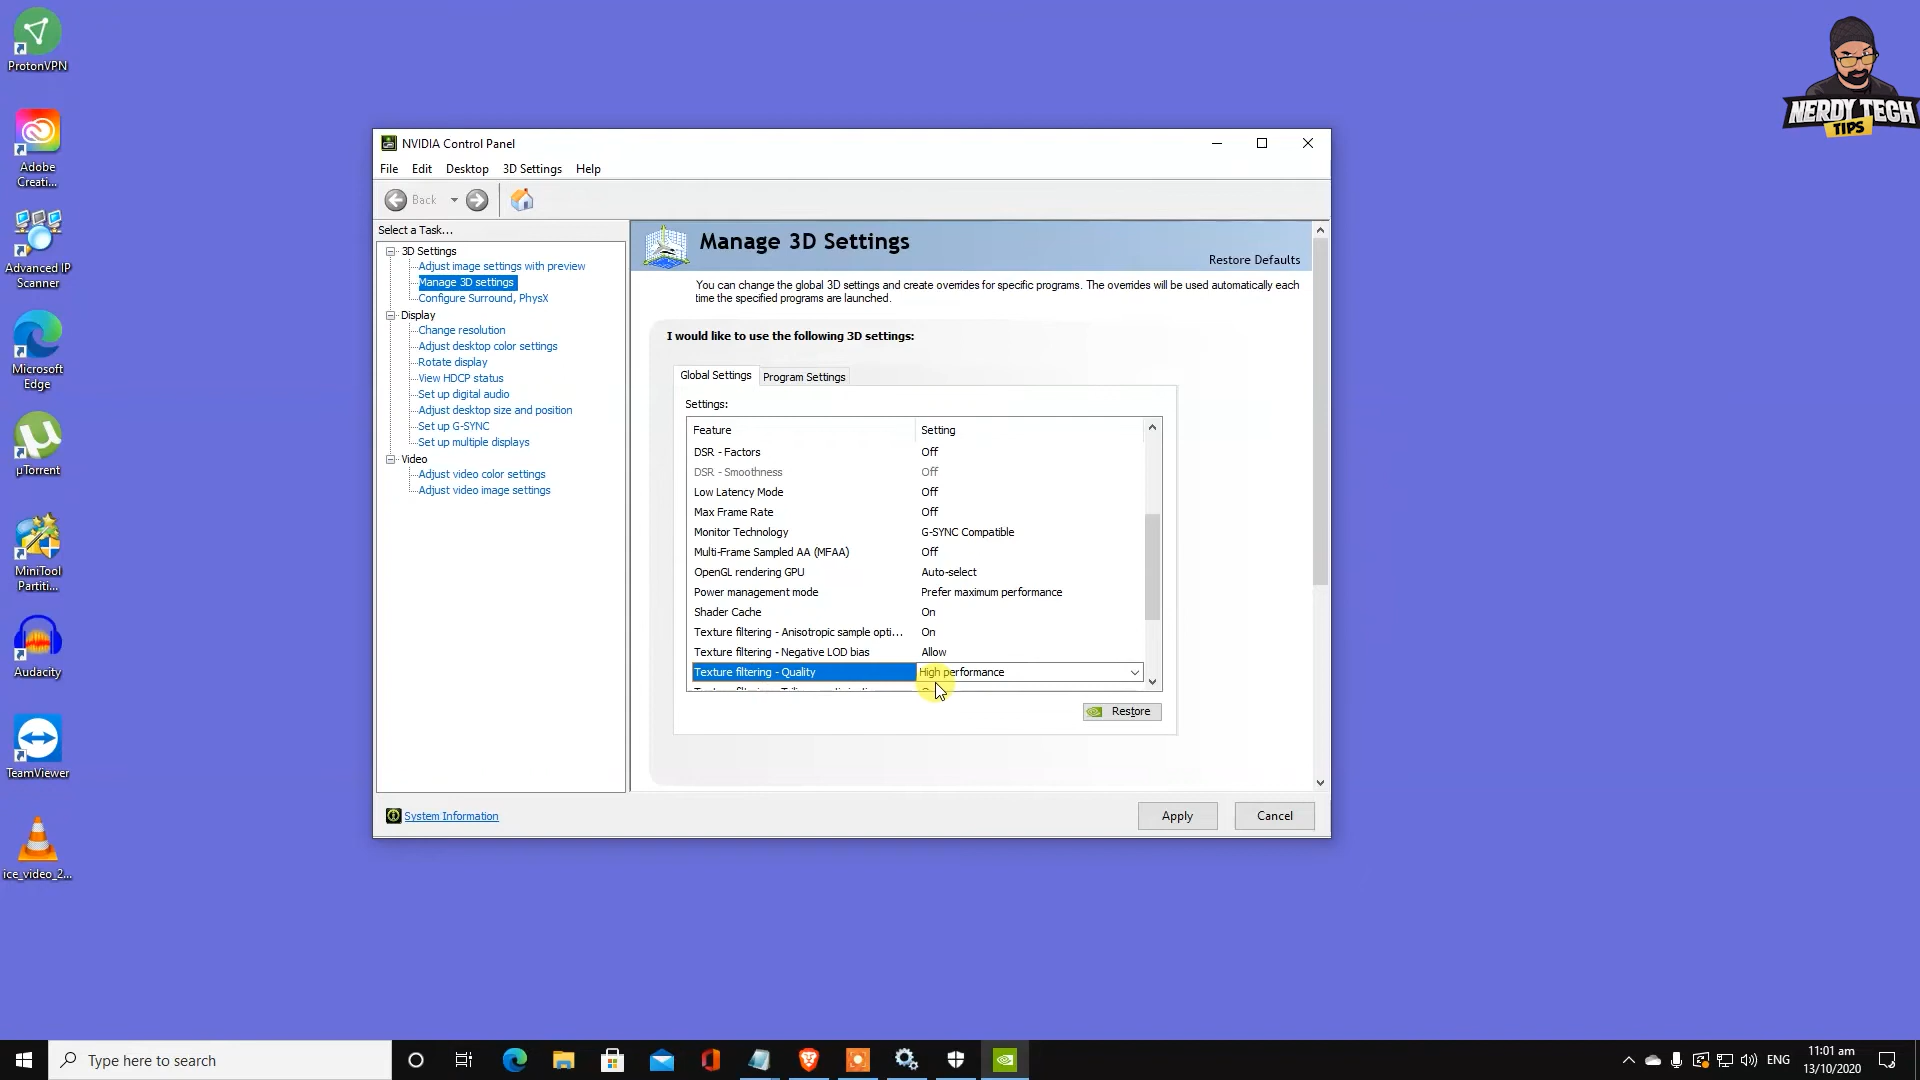 ProtonVPN
Adobe
Creati...
Advanced IP
Scanner
Microsoft
Edge
µTorrent
MiniTool
Partiti...
Audacity
TeamViewer
ice_video_2...
NERDY TECH
TIPS
NVIDIA Control Panel
File Edit Desktop 3D Settings Help
Back
Select a Task...
3D Settings
Adjust image settings with preview
Manage 3D settings
Configure Surround, PhysX
Display
Change resolution
Adjust desktop color settings
Rotate display
View HDCP status
Set up digital audio
Adjust desktop size and position
Set up G-SYNC
Set up multiple displays
Video
Adjust video color settings
Adjust video image settings
System Information
Manage 3D Settings
Restore Defaults
You can change the global 3D settings and create overrides for specific programs. The overrides will be used automatically each
time the specified programs are launched.
I would like to use the following 3D settings:
Global Settings Program Settings
Settings:
Feature Setting
DSR - Factors Off
DSR - Smoothness Off
Low Latency Mode Off
Max Frame Rate Off
Monitor Technology G-SYNC Compatible
Multi-Frame Sampled AA (MFAA) Off
OpenGL rendering GPU Auto-select
Power management mode Prefer maximum performance
Shader Cache On
Texture filtering - Anisotropic sample opti... On
Texture filtering - Negative LOD bias Allow
Texture filtering - Quality High performance
Restore
Apply Cancel
Type here to search
ENG
11:01 am
13/10/2020